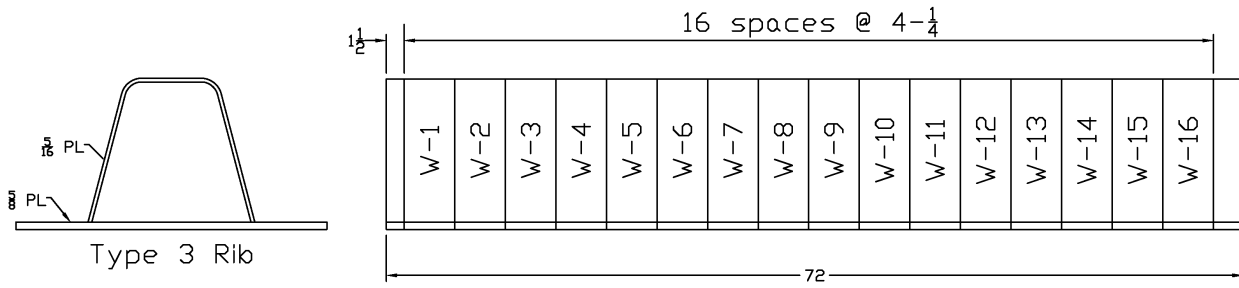 16 spaces @ 4-1/4
1 1/2
5/16 PL
5/8 PL
Type 3 Rib
W-1
W-2
W-3
W-4
W-5
W-6
W-7
W-8
W-9
W-10
W-11
W-12
W-13
W-14
W-15
W-16
72